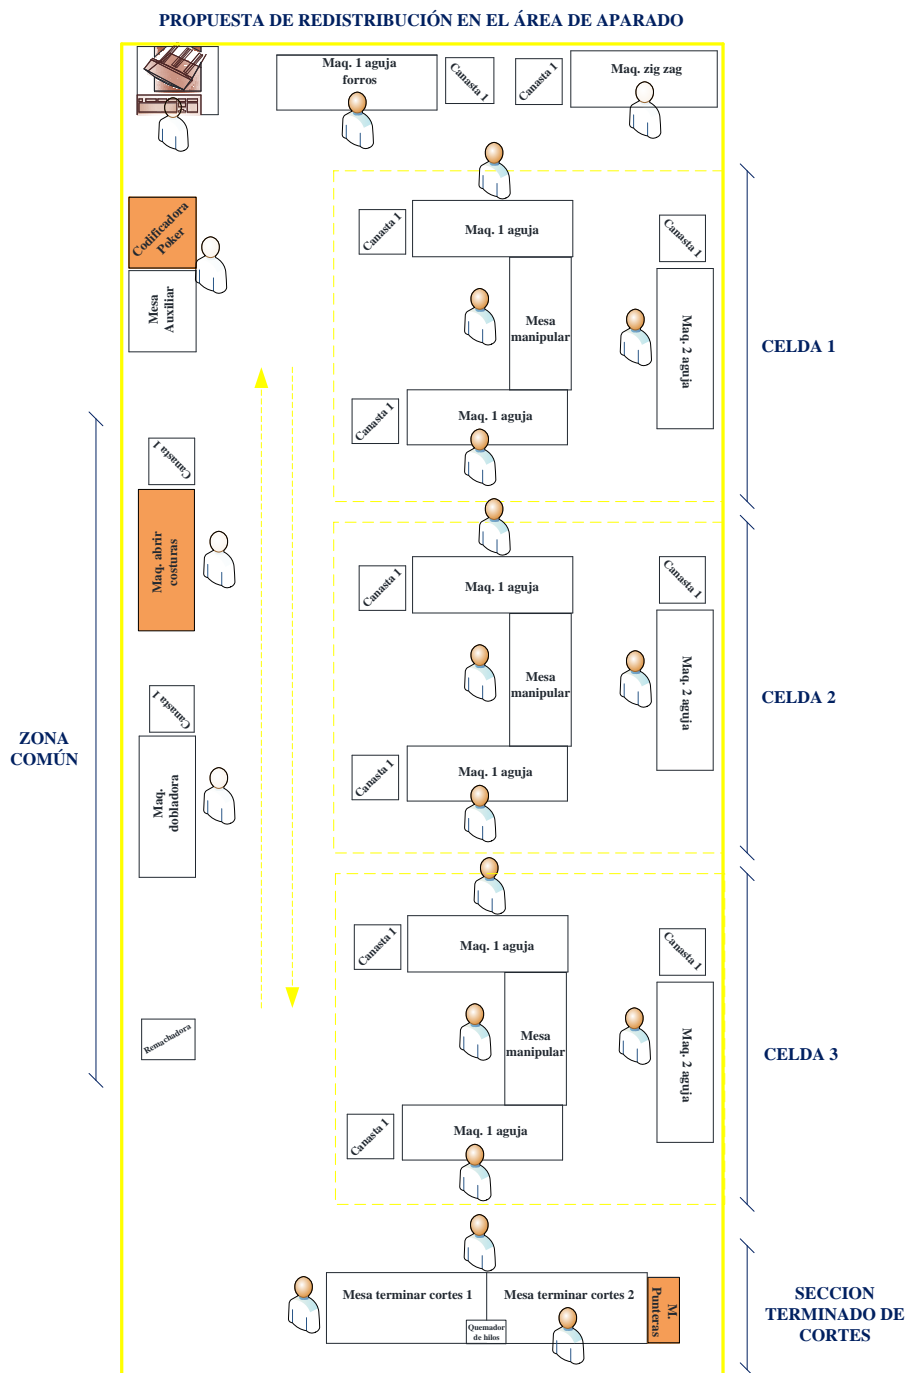 PROPUESTA DE REDISTRIBUCIÓN EN EL ÁREA DE APARADO
Maq. 1 aguja
forros
Canasta 1
Canasta 1
Maq. zig zag
Codificadora
Poker
Mesa
Auxiliar
Canasta 1
Maq. 1 aguja
Canasta 1
Mesa
manipular
Maq. 2 aguja
Canasta 1
Maq. 1 aguja
CELDA 1
Canasta 1
Maq. abrir
costuras
Canasta 1
Maq. 1 aguja
Canasta 1
Mesa
manipular
Maq. 2 aguja
Canasta 1
Maq. 1 aguja
CELDA 2
Canasta 1
Maq.
dobladora
ZONA
COMÚN
Canasta 1
Maq. 1 aguja
Canasta 1
Mesa
manipular
Maq. 2 aguja
Canasta 1
Maq. 1 aguja
CELDA 3
Remachadora
Mesa terminar cortes 1
Mesa terminar cortes 2
M.
Punteras
Quemador
de hilos
SECCION
TERMINADO DE
CORTES